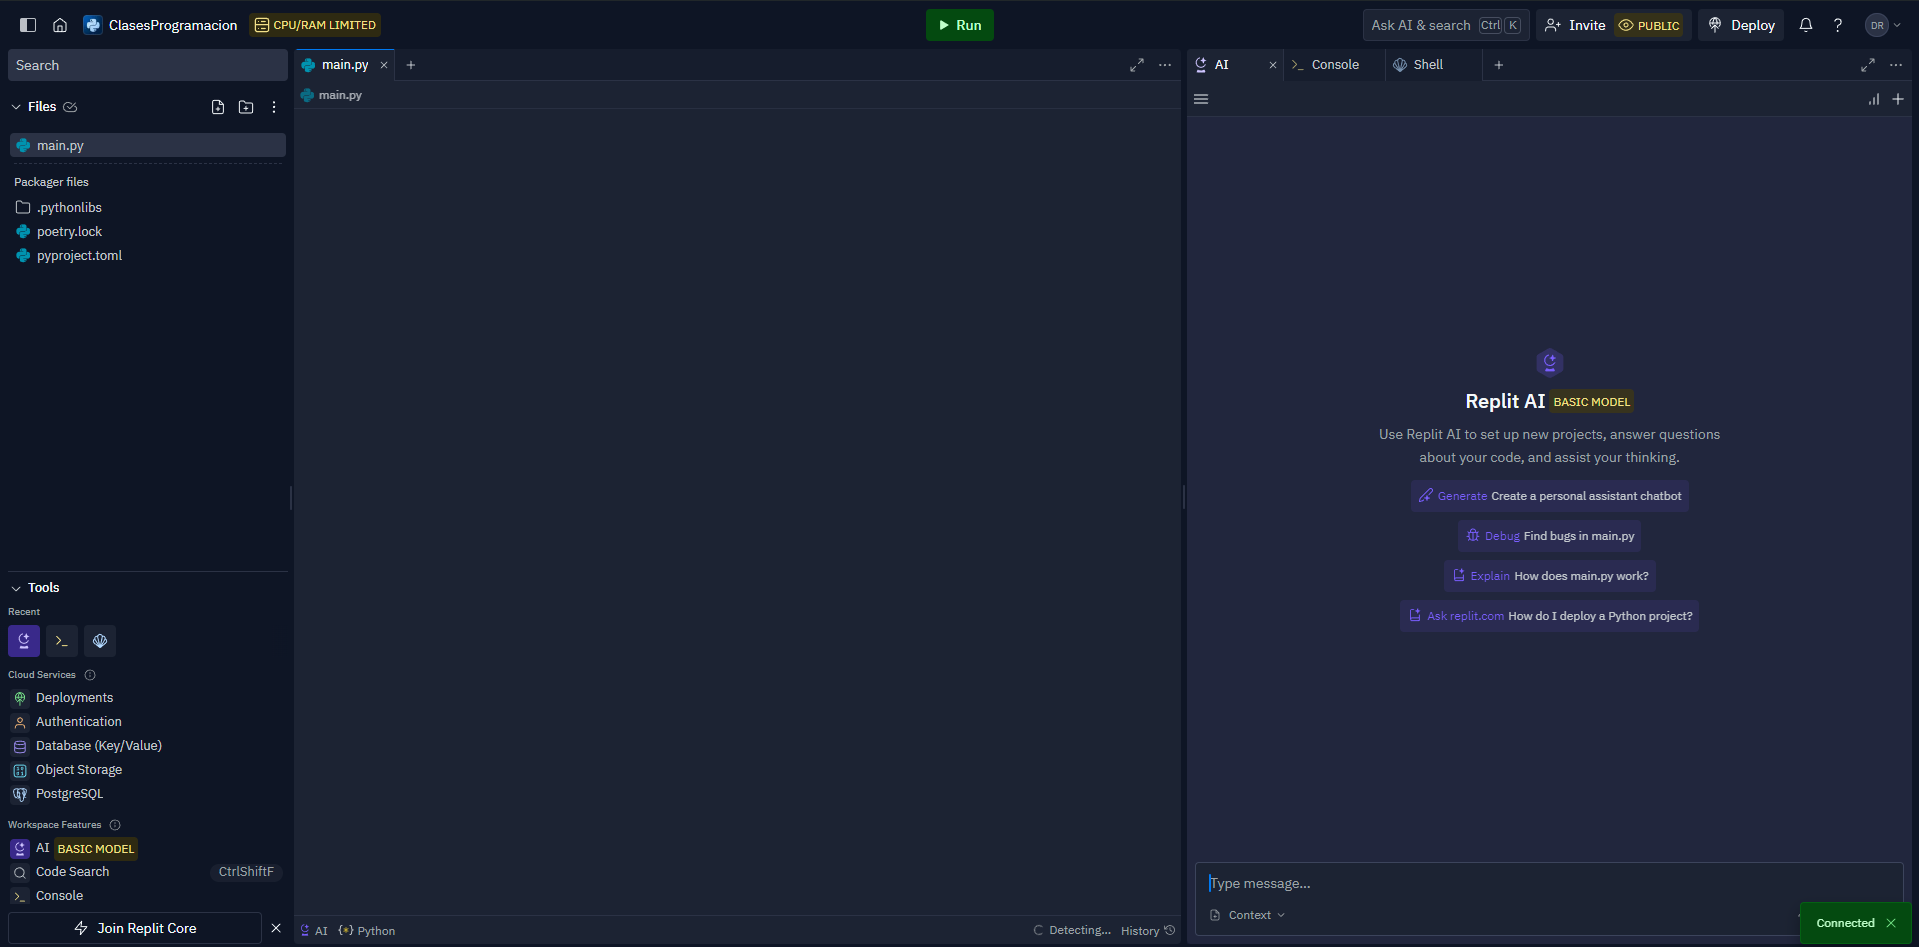 ClasesProgramacion CPU/RAM LIMITED Run Ask AI & search Ctrl K Invite PUBLIC Deploy ? DR
Search
Files
main.py
Packager files
.pythonlibs
poetry.lock
pyproject.toml
Tools
Recent
Cloud Services
Deployments
Authentication
Database (Key/Value)
Object Storage
PostgreSQL
Workspace Features
AI BASIC MODEL
Code Search CtrlShiftF
Console
Join Replit Core
main.py
main.py
AI Python Detecting... History
AI Console Shell
Replit AI BASIC MODEL
Use Replit AI to set up new projects, answer questions
about your code, and assist your thinking.
Generate Create a personal assistant chatbot
Debug Find bugs in main.py
Explain How does main.py work?
Ask replit.com How do I deploy a Python project?
Type message...
Context
Connected